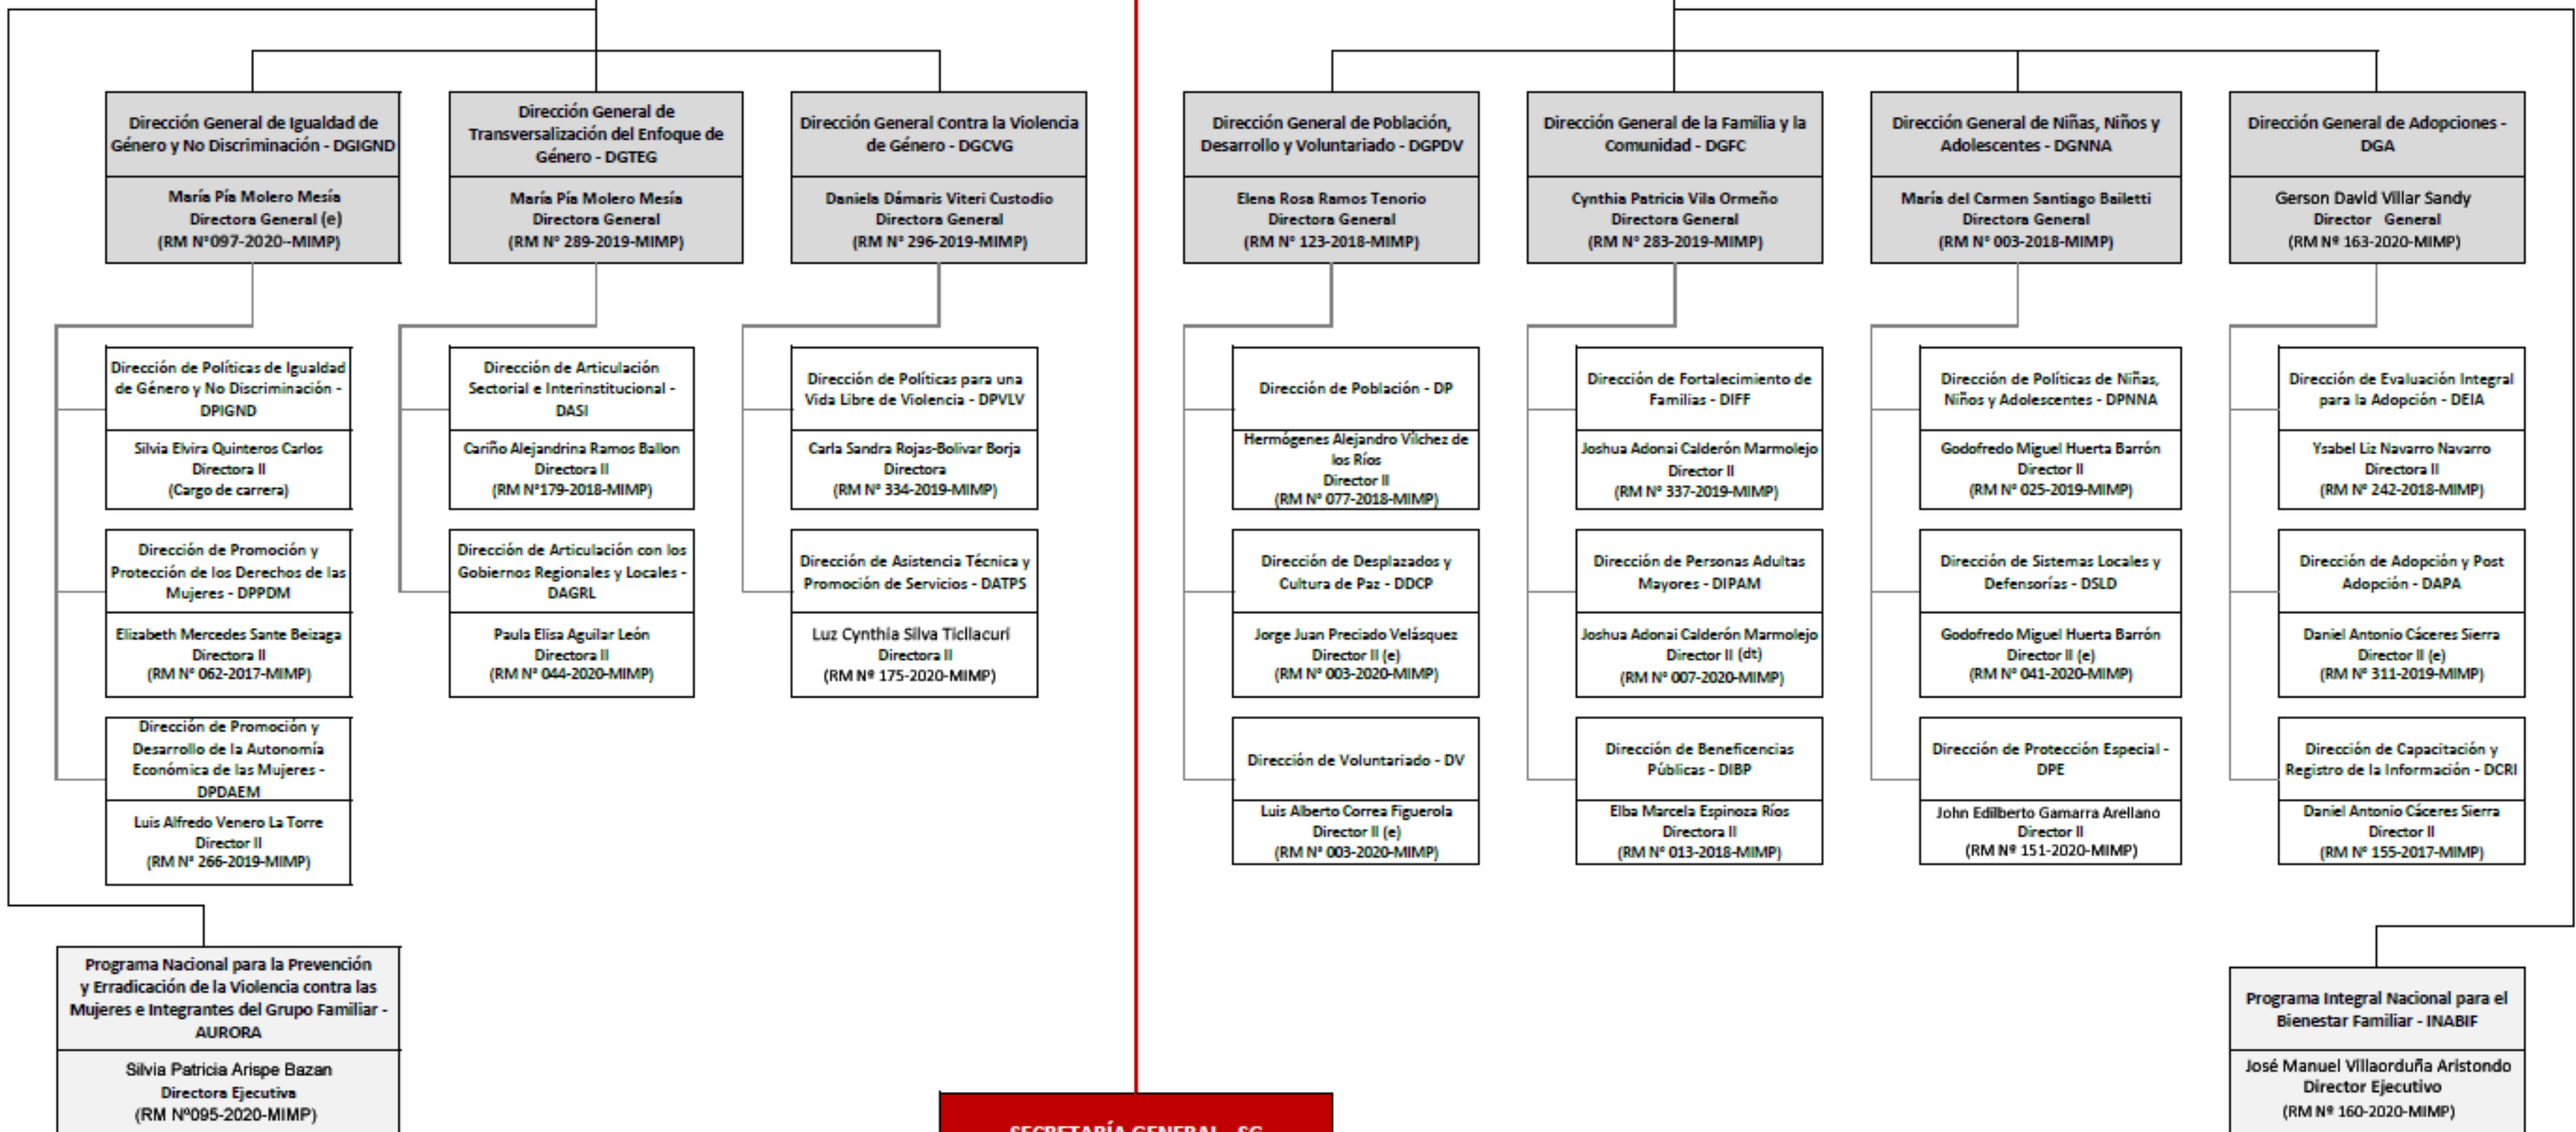 Dirección General de Igualdad de
Género y No Discriminación - DGIGND
María Pía Molero Mesía
Directora General (e)
(RM N°097-2020--MIMP)
Dirección General de
Transversalización del Enfoque de
Género - DGTEG
María Pía Molero Mesía
Directora General
(RM N° 289-2019-MIMP)
Dirección General Contra la Violencia
de Género - DGCVG
Daniela Dámaris Viteri Custodio
Directora General
(RM N° 296-2019-MIMP)
Dirección General de Población,
Desarrollo y Voluntariado - DGPDV
Elena Rosa Ramos Tenorio
Directora General
(RM N° 123-2018-MIMP)
Dirección General de la Familia y la
Comunidad - DGFC
Cynthia Patricia Vila Ormeño
Directora General
(RM N° 283-2019-MIMP)
Dirección General de Niñas, Niños y
Adolescentes - DGNNA
María del Carmen Santiago Bailetti
Directora General
(RM N° 003-2018-MIMP)
Dirección General de Adopciones -
DGA
Gerson David Villar Sandy
Director General
(RM Nº 163-2020-MIMP)
Dirección de Políticas de Igualdad
de Género y No Discriminación -
DPIGND
Silvia Elvira Quinteros Carlos
Directora II
(Cargo de carrera)
Dirección de Promoción y
Protección de los Derechos de las
Mujeres - DPPDM
Elizabeth Mercedes Sante Beizaga
Directora II
(RM N° 062-2017-MIMP)
Dirección de Promoción y
Desarrollo de la Autonomía
Económica de las Mujeres -
DPDAEM
Luis Alfredo Venero La Torre
Director II
(RM N° 266-2019-MIMP)
Dirección de Articulación
Sectorial e Interinstitucional -
DASI
Cariño Alejandrina Ramos Ballon
Directora II
(RM N°179-2018-MIMP)
Dirección de Articulación con los
Gobiernos Regionales y Locales -
DAGRL
Paula Elisa Aguilar León
Directora II
(RM N° 044-2020-MIMP)
Dirección de Políticas para una
Vida Libre de Violencia - DPVLV
Carla Sandra Rojas-Bolivar Borja
Directora
(RM N° 334-2019-MIMP)
Dirección de Asistencia Técnica y
Promoción de Servicios - DATPS
Luz Cynthia Silva Ticllacuri
Directora II
(RM Nº 175-2020-MIMP)
Dirección de Población - DP
Hermógenes Alejandro Vílchez de
los Ríos
Director II
(RM N° 077-2018-MIMP)
Dirección de Desplazados y
Cultura de Paz - DDCP
Jorge Juan Preciado Velásquez
Director II (e)
(RM N° 003-2020-MIMP)
Dirección de Voluntariado - DV
Luis Alberto Correa Figuerola
Director II (e)
(RM N° 003-2020-MIMP)
Dirección de Fortalecimiento de
Familias - DIFF
Joshua Adonai Calderón Marmolejo
Director II
(RM N° 337-2019-MIMP)
Dirección de Personas Adultas
Mayores - DIPAM
Joshua Adonai Calderón Marmolejo
Director II (dt)
(RM N° 007-2020-MIMP)
Dirección de Beneficencias
Públicas - DIBP
Elba Marcela Espinoza Ríos
Directora II
(RM N° 013-2018-MIMP)
Dirección de Políticas de Niñas,
Niños y Adolescentes - DPNNA
Godofredo Miguel Huerta Barrón
Director II
(RM N° 025-2019-MIMP)
Dirección de Sistemas Locales y
Defensorías - DSLD
Godofredo Miguel Huerta Barrón
Director II (e)
(RM N° 041-2020-MIMP)
Dirección de Protección Especial -
DPE
John Edilberto Gamarra Arellano
Director II
(RM Nº 151-2020-MIMP)
Dirección de Evaluación Integral
para la Adopción - DEIA
Ysabel Liz Navarro Navarro
Directora II
(RM N° 242-2018-MIMP)
Dirección de Adopción y Post
Adopción - DAPA
Daniel Antonio Cáceres Sierra
Director II (e)
(RM N° 311-2019-MIMP)
Dirección de Capacitación y
Registro de la Información - DCRI
Daniel Antonio Cáceres Sierra
Director II
(RM N° 155-2017-MIMP)
Programa Nacional para la Prevención
y Erradicación de la Violencia contra las
Mujeres e Integrantes del Grupo Familiar -
AURORA
Silvia Patricia Arispe Bazan
Directora Ejecutiva
(RM Nº095-2020-MIMP)
Programa Integral Nacional para el
Bienestar Familiar - INABIF
José Manuel Villaorduña Aristondo
Director Ejecutivo
(RM Nº 160-2020-MIMP)
SECRETARÍA GENERAL - SG